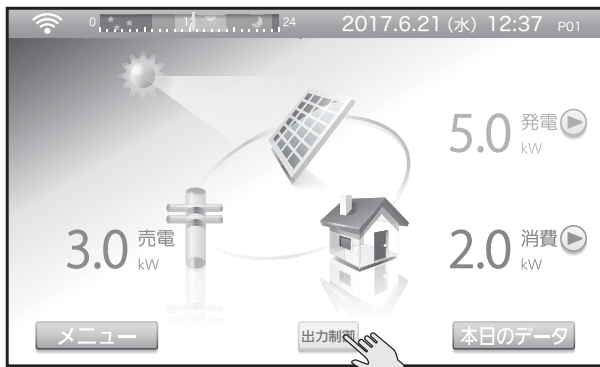 0 12 24 2017.6.21 (水) 12:37 P01
5.0 発電 kW
3.0 売電 kW
2.0 消費 kW
メニュー 出力制御 本日のデータ